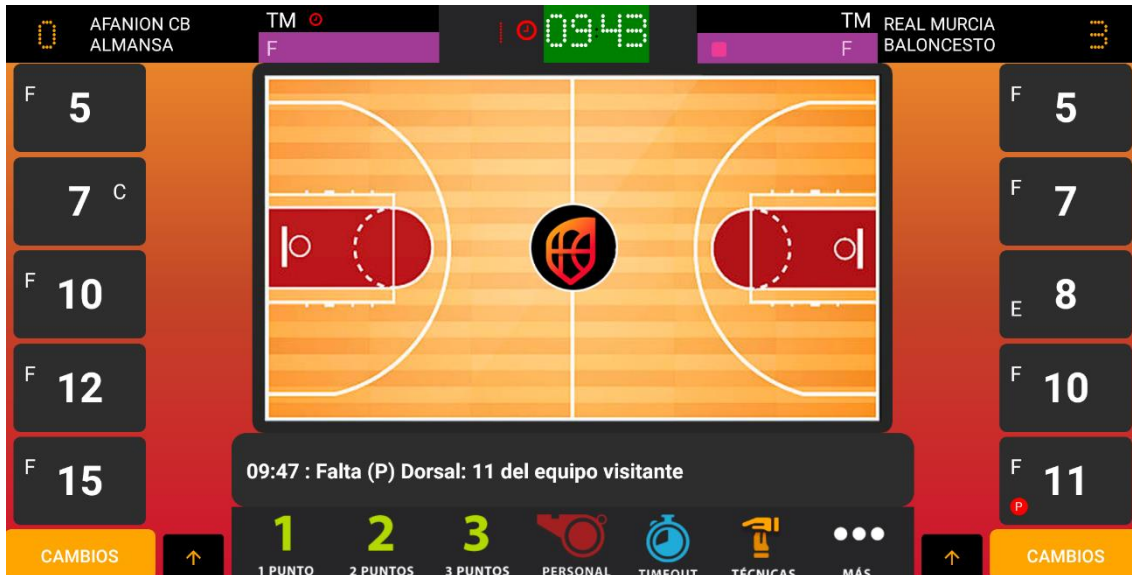 0
AFANION CB
ALMANSA
TM
F
1
09:43
TM
F
REAL MURCIA
BALONCESTO
3
F 5
7 C
F 10
F 12
F 15
CAMBIOS
F 5
F 7
E 8
F 10
F 11
P
CAMBIOS
09:47 : Falta (P) Dorsal: 11 del equipo visitante
1 2 3
1 PUNTO 2 PUNTOS 3 PUNTOS PERSONAL TIMEOUT TÉCNICAS MÁS